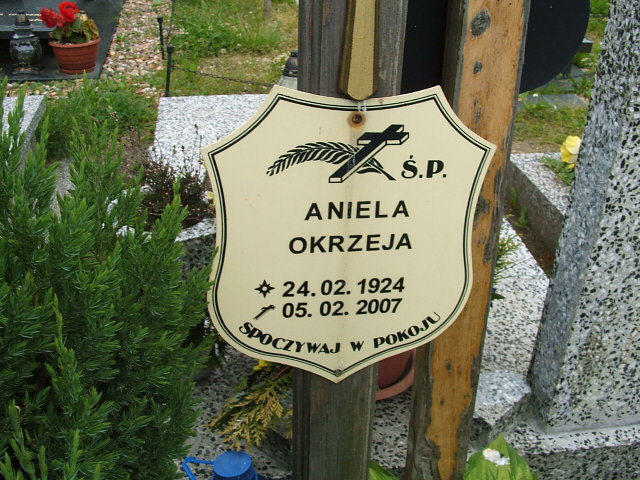 Ś.P.
ANIELA
OKRZEJA
24. 02. 1924
05. 02. 2007
SPOCZYWAJ W POKOJU